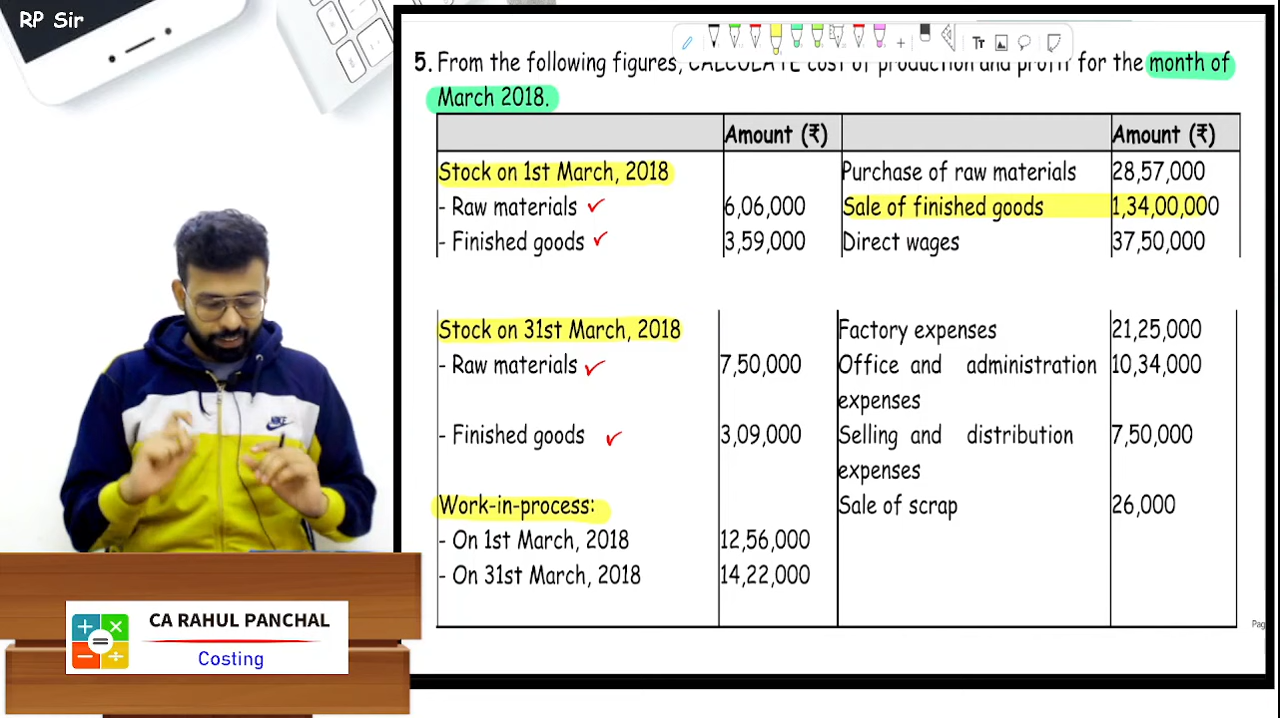 RP Sir
5. From the following figures, CALCULATE cost of production and profit for the month of
March 2018.
Amount (₹) Amount (₹)
Stock on 1st March, 2018 Purchase of raw materials 28,57,000
- Raw materials 6,06,000 Sale of finished goods 1,34,00,000
- Finished goods 3,59,000 Direct wages 37,50,000
Stock on 31st March, 2018 Factory expenses 21,25,000
- Raw materials 7,50,000 Office and administration 10,34,000
expenses
- Finished goods 3,09,000 Selling and distribution 7,50,000
expenses
Work-in-process: Sale of scrap 26,000
- On 1st March, 2018 12,56,000
- On 31st March, 2018 14,22,000
Pag
NIKE
CA RAHUL PANCHAL
Costing
Tт